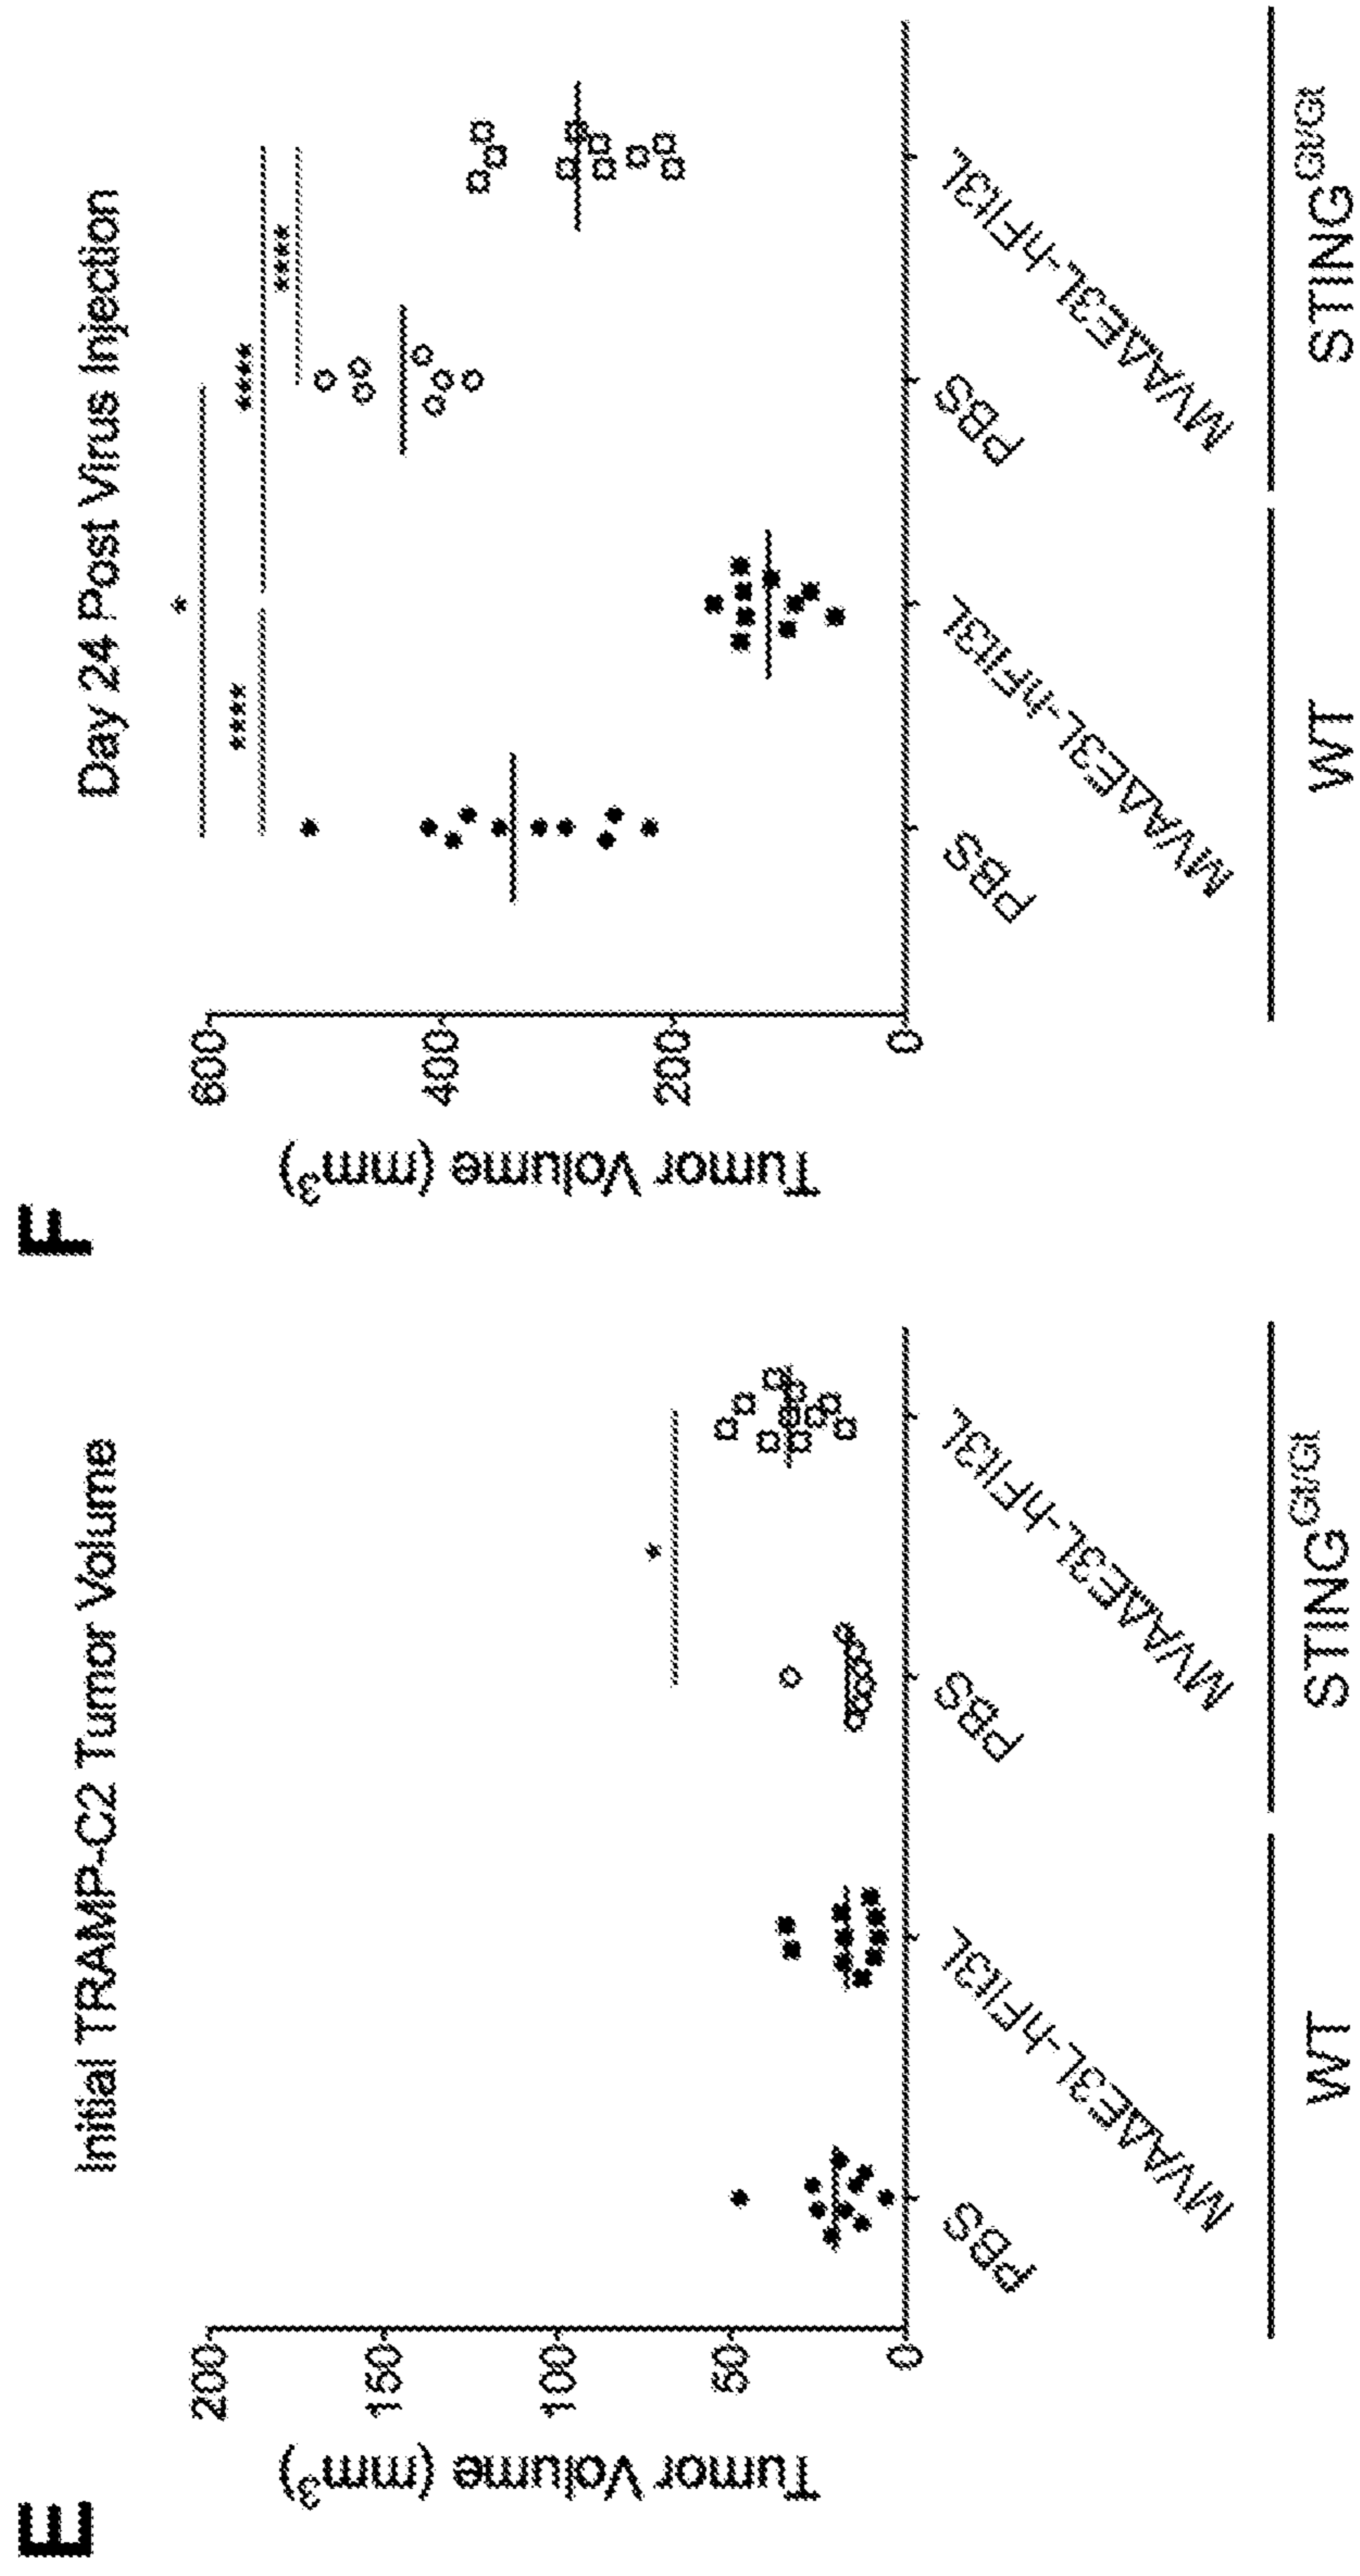 E
Initial TRAMP-C2 Tumor Volume
Tumor Volume (mm³)
200
150
100
50
0
*
PBS
MVAΔE3L-hFlt3L
PBS
MVAΔE3L-hFlt3L
WT
STING^Gt/Gt
F
Day 24 Post Virus Injection
Tumor Volume (mm³)
600
400
200
0
*
****
****
****
PBS
MVAΔE3L-hFlt3L
PBS
MVAΔE3L-hFlt3L
WT
STING^Gt/Gt